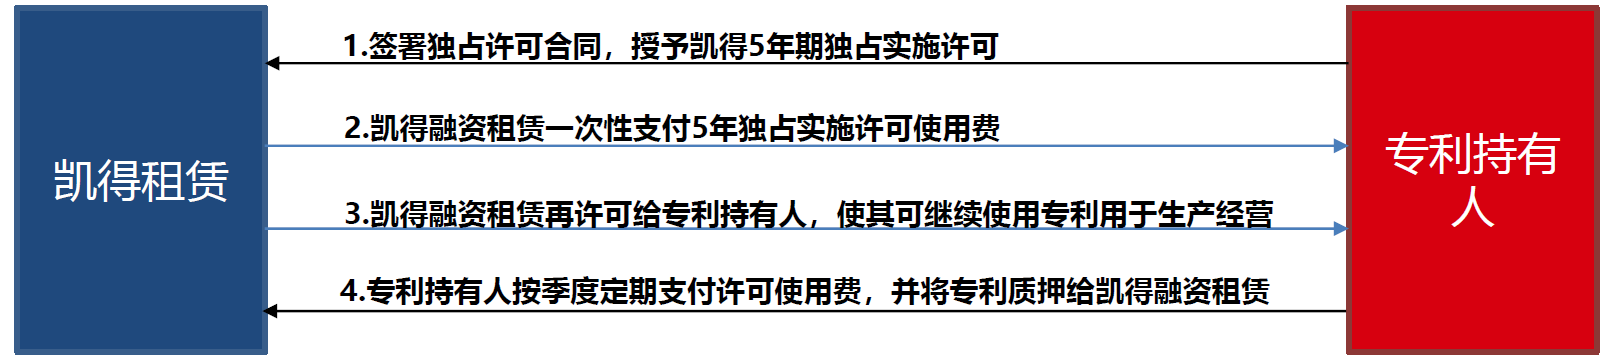 1.签署独占许可合同，授予凯得5年期独占实施许可
2.凯得融资租赁一次性支付5年独占实施许可使用费
凯得租赁
专利持有
人
3.凯得融资租赁再许可给专利持有人，使其可继续使用专利用于生产经营
4.专利持有人按季度定期支付许可使用费，并将专利质押给凯得融资租赁